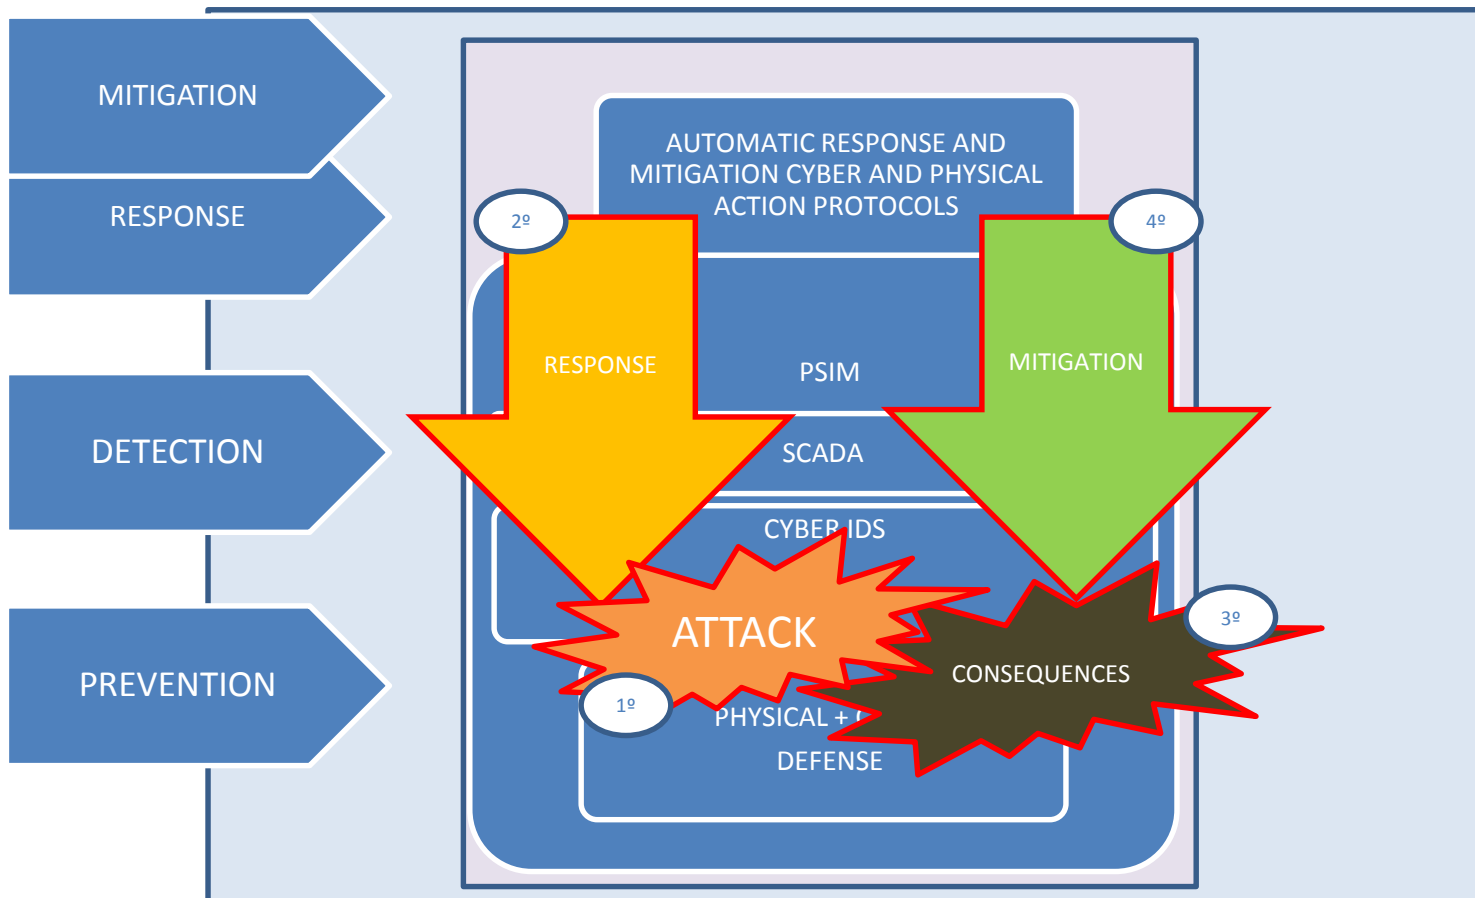 MITIGATION
RESPONSE
DETECTION
PREVENTION
AUTOMATIC RESPONSE AND
MITIGATION CYBER AND PHYSICAL
ACTION PROTOCOLS
2º
4º
RESPONSE
PSIM
MITIGATION
SCADA
CYBER IDS
ATTACK
3º
CONSEQUENCES
1º
PHYSICAL +
DEFENSE